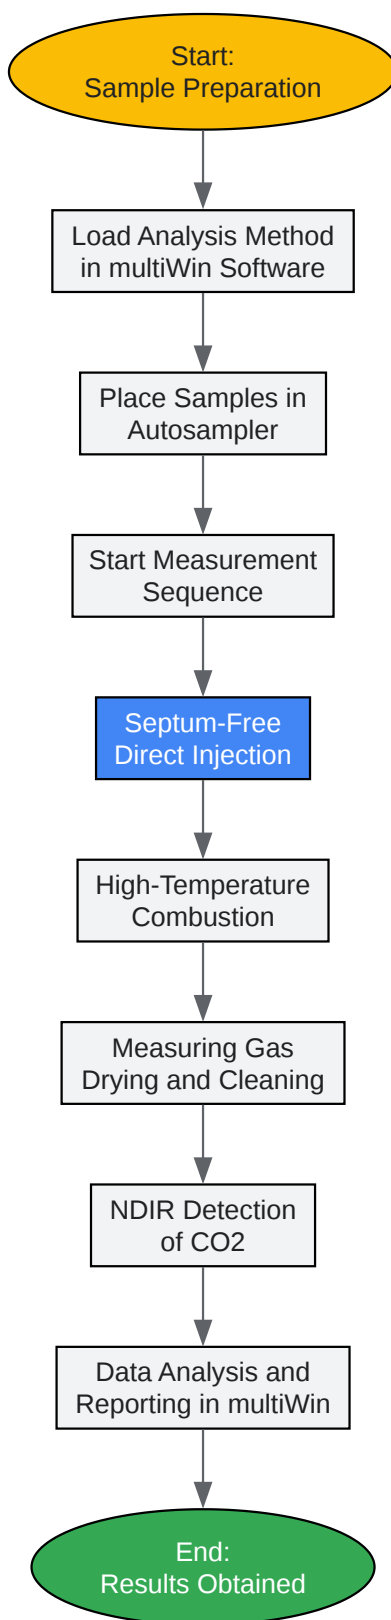 Start:
Sample Preparation
Load Analysis Method
in multiWin Software
Place Samples in
Autosampler
Start Measurement
Sequence
Septum-Free
Direct Injection
High-Temperature
Combustion
Measuring Gas
Drying and Cleaning
NDIR Detection
of CO2
Data Analysis and
Reporting in multiWin
End:
Results Obtained